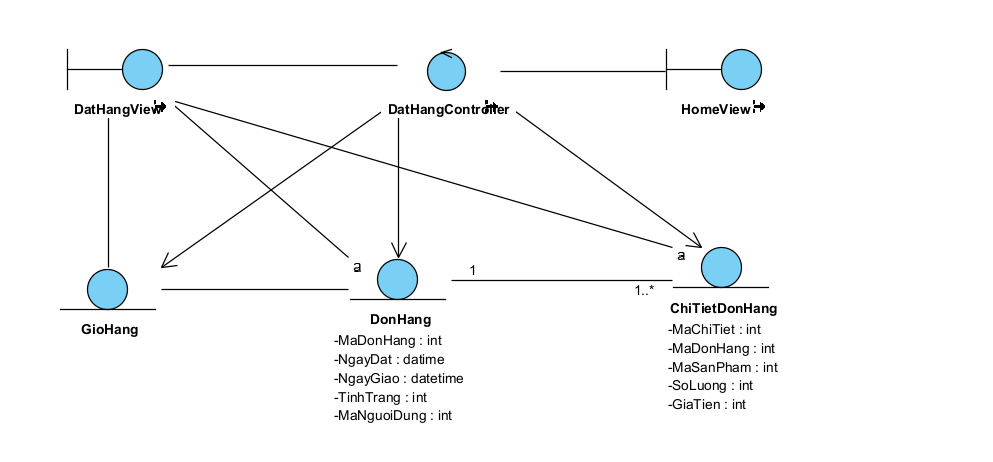 DatHangView
DatHangController
HomeView
a
a
1
1..*
GioHang
DonHang
-MaDonHang : int
-NgayDat : datime
-NgayGiao : datetime
-TinhTrang : int
-MaNguoiDung : int
ChiTietDonHang
-MaChiTiet : int
-MaDonHang : int
-MaSanPham : int
-SoLuong : int
-GiaTien : int